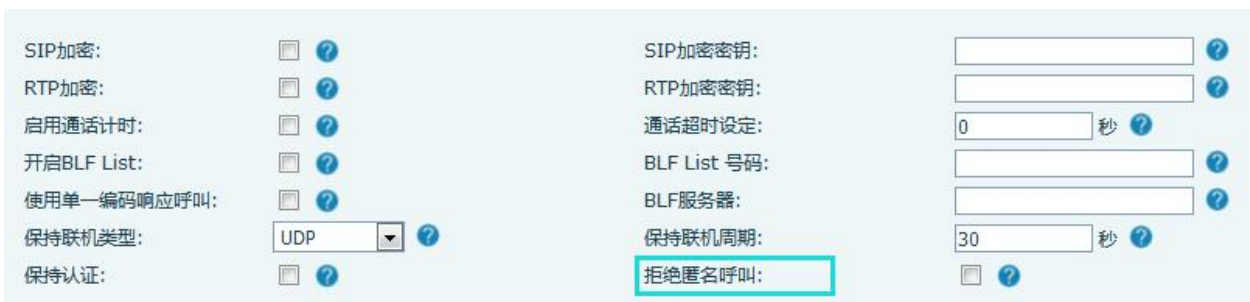 SIP加密: SIP加密密钥:
RTP加密: RTP加密密钥:
启用通话计时: 通话超时设定: 0 秒
开启BLF List: BLF List 号码:
使用单一编码响应呼叫: BLF服务器:
保持联机类型: UDP 保持联机周期: 30 秒
保持认证: 拒绝匿名呼叫: